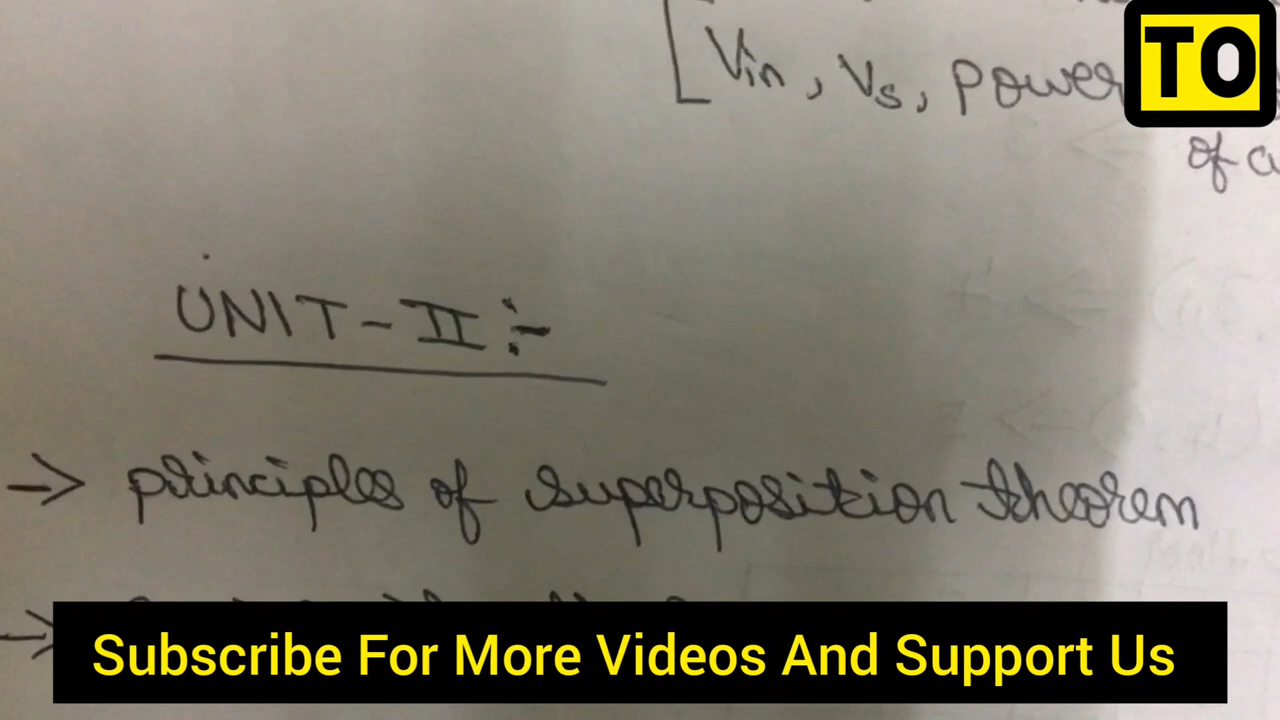 [Vin, Vs, power
TO
of a
UNIT-II:-
→ principles of superposition theorem
→
Subscribe For More Videos And Support Us